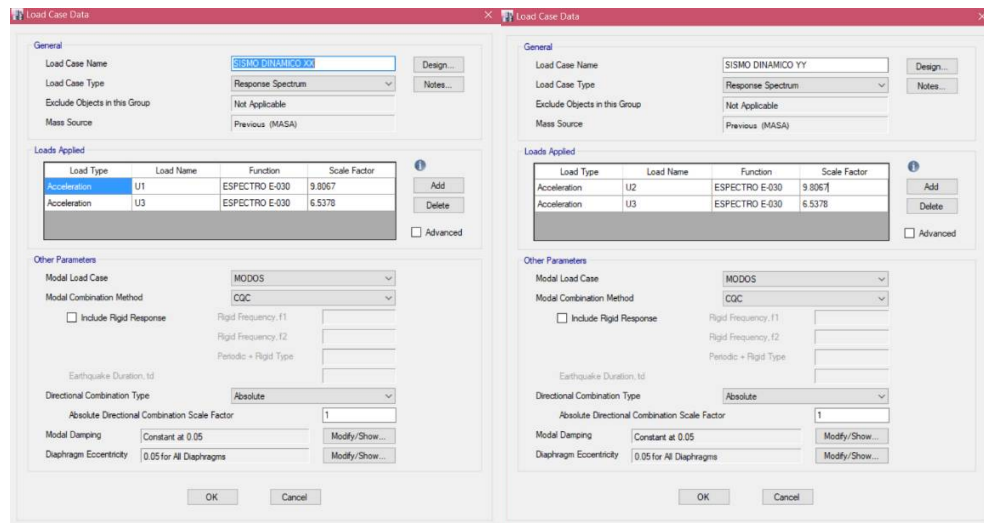 Load Case Data
General
Load Case Name SISMO DINAMICO XX Design...
Load Case Type Response Spectrum Notes...
Exclude Objects in this Group Not Applicable
Mass Source Previous (MASA)
Loads Applied
Load Type Load Name Function Scale Factor
Acceleration U1 ESPECTRO E-030 9.8067 Add
Acceleration U3 ESPECTRO E-030 6.5378 Delete
Advanced
Other Parameters
Modal Load Case MODOS
Modal Combination Method CQC
Include Rigid Response Rigid Frequency, f1
Rigid Frequency, f2
Periodic + Rigid Type
Earthquake Duration, td
Directional Combination Type Absolute
Absolute Directional Combination Scale Factor 1
Modal Damping Constant at 0.05 Modify/Show...
Diaphragm Eccentricity 0.05 for All Diaphragms Modify/Show...
OK Cancel
Load Case Data
General
Load Case Name SISMO DINAMICO YY Design...
Load Case Type Response Spectrum Notes...
Exclude Objects in this Group Not Applicable
Mass Source Previous (MASA)
Loads Applied
Load Type Load Name Function Scale Factor
Acceleration U2 ESPECTRO E-030 9.8067 Add
Acceleration U3 ESPECTRO E-030 6.5378 Delete
Advanced
Other Parameters
Modal Load Case MODOS
Modal Combination Method CQC
Include Rigid Response Rigid Frequency, f1
Rigid Frequency, f2
Periodic + Rigid Type
Earthquake Duration, td
Directional Combination Type Absolute
Absolute Directional Combination Scale Factor 1
Modal Damping Constant at 0.05 Modify/Show...
Diaphragm Eccentricity 0.05 for All Diaphragms Modify/Show...
OK Cancel